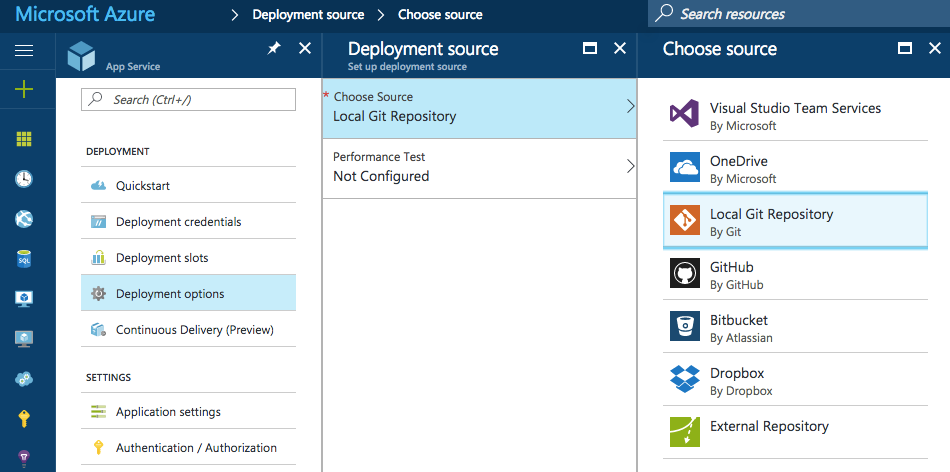 Microsoft Azure
Deployment source
Choose source
Search resources
App Service
Search (Ctrl+/)
DEPLOYMENT
Quickstart
Deployment credentials
Deployment slots
Deployment options
Continuous Delivery (Preview)
SETTINGS
Application settings
Authentication / Authorization
Deployment source
Set up deployment source
* Choose Source
Local Git Repository
Performance Test
Not Configured
Choose source
Visual Studio Team Services
By Microsoft
OneDrive
By Microsoft
Local Git Repository
By Git
GitHub
By GitHub
Bitbucket
By Atlassian
Dropbox
By Dropbox
External Repository
SQL